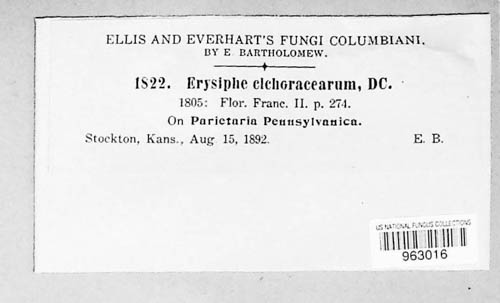 ELLIS AND EVERHART'S FUNGI COLUMBIANI.
BY E. BARTHOLOMEW.
1822. Erysiphe cichoracearum, DC.
1805: Flor. Franc. II. p. 274.
On Parietaria Pennsylvanica.
Stockton, Kans., Aug 15, 1892. E. B.
US NATIONAL FUNGUS COLLECTIONS
963016